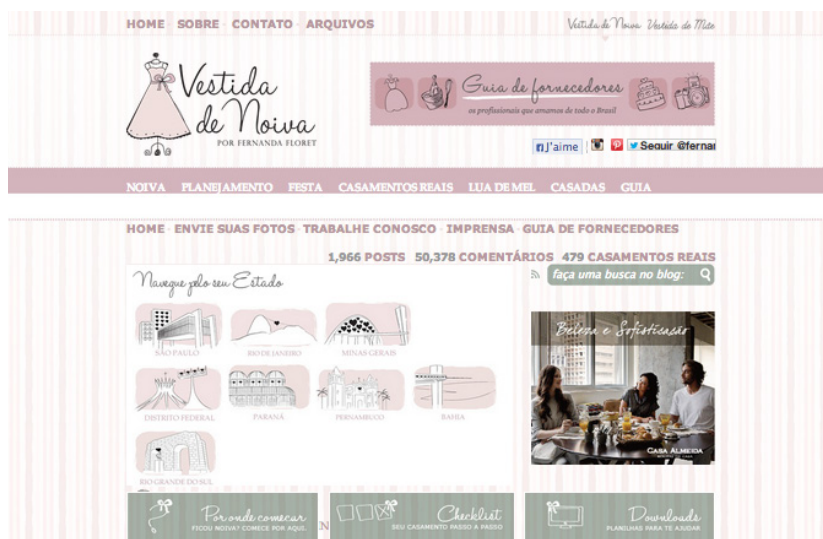 HOME SOBRE CONTATO ARQUIVOS
Vestida de Noiva Vestida de Mãe
Vestida
de Noiva
POR FERNANDA FLORET
Guia de fornecedores
os profissionais que amamos de todo o Brasil
J'aime
Seguir @fernan
NOIVA PLANEJAMENTO FESTA CASAMENTOS REAIS LUA DE MEL CASADAS GUIA
HOME · ENVIE SUAS FOTOS · TRABALHE CONOSCO · IMPRENSA · GUIA DE FORNECEDORES
1,966 POSTS 50,378 COMENTÁRIOS 479 CASAMENTOS REAIS
Navegue pelo seu Estado
faça uma busca no blog:
SÃO PAULO RIO DE JANEIRO MINAS GERAIS
DISTRITO FEDERAL PARANÁ PERNAMBUCO BAHIA
RIO GRANDE DO SUL
Beleza e Sofisticação
CASA ALMEIDA
Por onde começar
FICOU NOIVA? COMECE POR AQUI.
Checklist
SEU CASAMENTO PASSO A PASSO
Downloads
PLANILHAS PARA TE AJUDAR